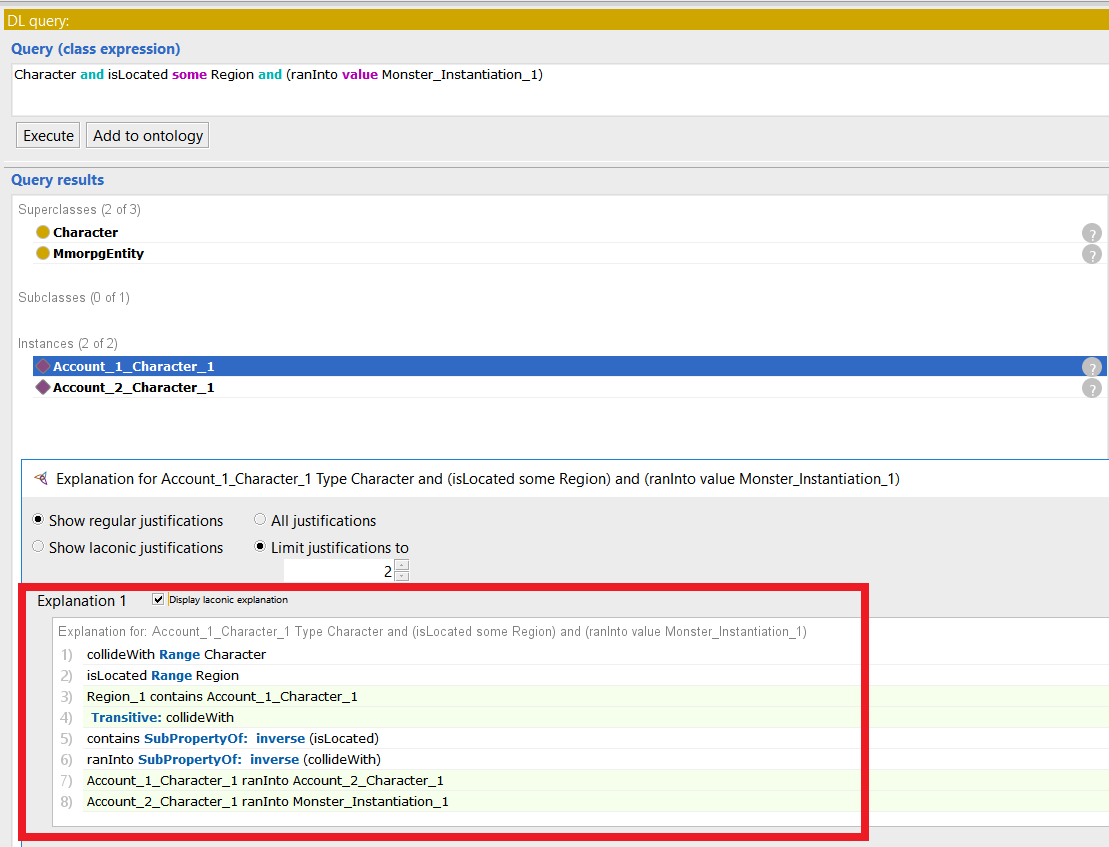 DL query:
Query (class expression)
Character and isLocated some Region and (ranInto value Monster_Instantiation_1)
Execute Add to ontology
Query results
Superclasses (2 of 3)
Character
?
MmorpgEntity
?
Subclasses (0 of 1)
Instances (2 of 2)
Account_1_Character_1
?
Account_2_Character_1
?
Explanation for Account_1_Character_1 Type Character and (isLocated some Region) and (ranInto value Monster_Instantiation_1)
Show regular justifications All justifications
Show laconic justifications Limit justifications to
2
Explanation 1 Display laconic explanation
Explanation for: Account_1_Character_1 Type Character and (isLocated some Region) and (ranInto value Monster_Instantiation_1)
1) collideWith Range Character
2) isLocated Range Region
3) Region_1 contains Account_1_Character_1
4) Transitive: collideWith
5) contains SubPropertyOf: inverse (isLocated)
6) ranInto SubPropertyOf: inverse (collideWith)
7) Account_1_Character_1 ranInto Account_2_Character_1
8) Account_2_Character_1 ranInto Monster_Instantiation_1